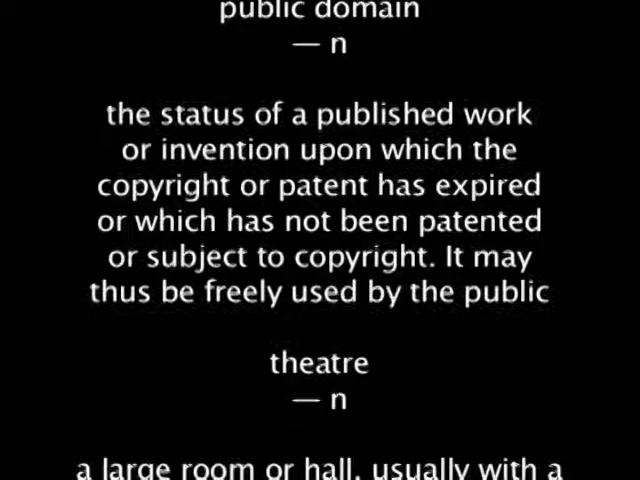 public domain
— n
the status of a published work
or invention upon which the
copyright or patent has expired
or which has not been patented
or subject to copyright. It may
thus be freely used by the public
theatre
— n
a large room or hall, usually with a